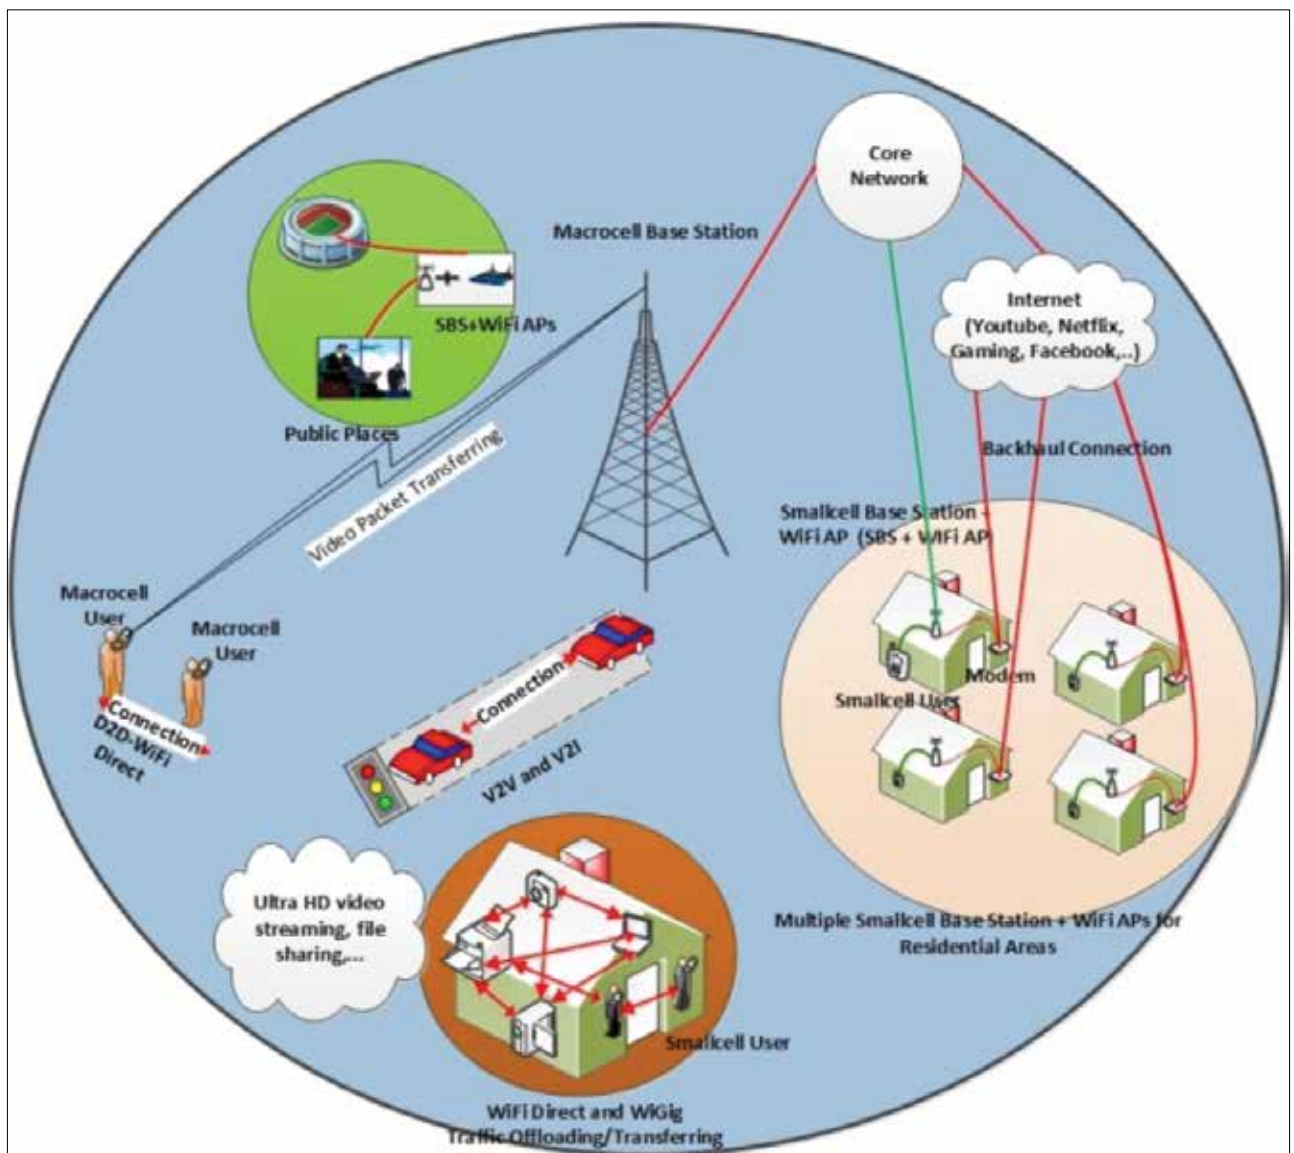 Core
Network
Macrocell Base Station
SBS+WiFi APs
Internet
(Youtube, Netflix,
Gaming, Facebook,..)
Public Places
Video Packet Transferring
Backhaul Connection
Smallcell Base Station -
WiFi AP (SBS + WIFI AP
Macrocell
User
Macrocell
User
Connection
D2D-WiFi
Direct
Connection
V2V and V2I
Modem
Smallcell User
Ultra HD video
streaming, file
sharing,...
Multiple Smallcell Base Station + WiFi APs for
Residential Areas
Smallcell User
WiFi Direct and WiGig
Traffic Offloading/Transferring